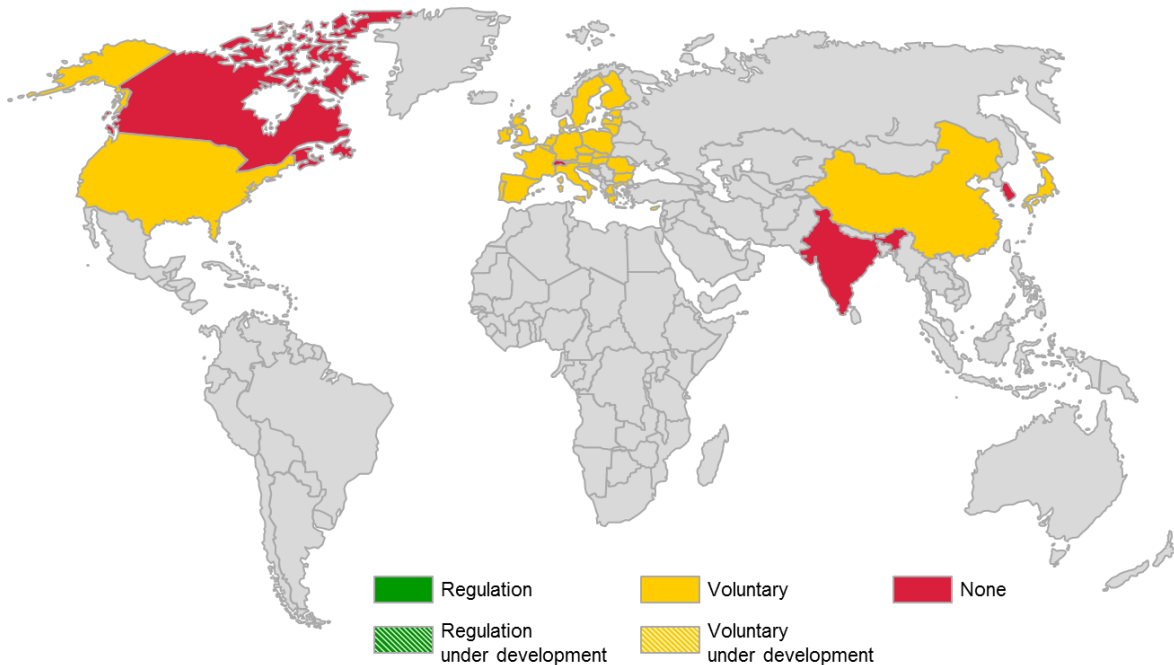 Regulation
Voluntary
None
Regulation
under development
Voluntary
under development